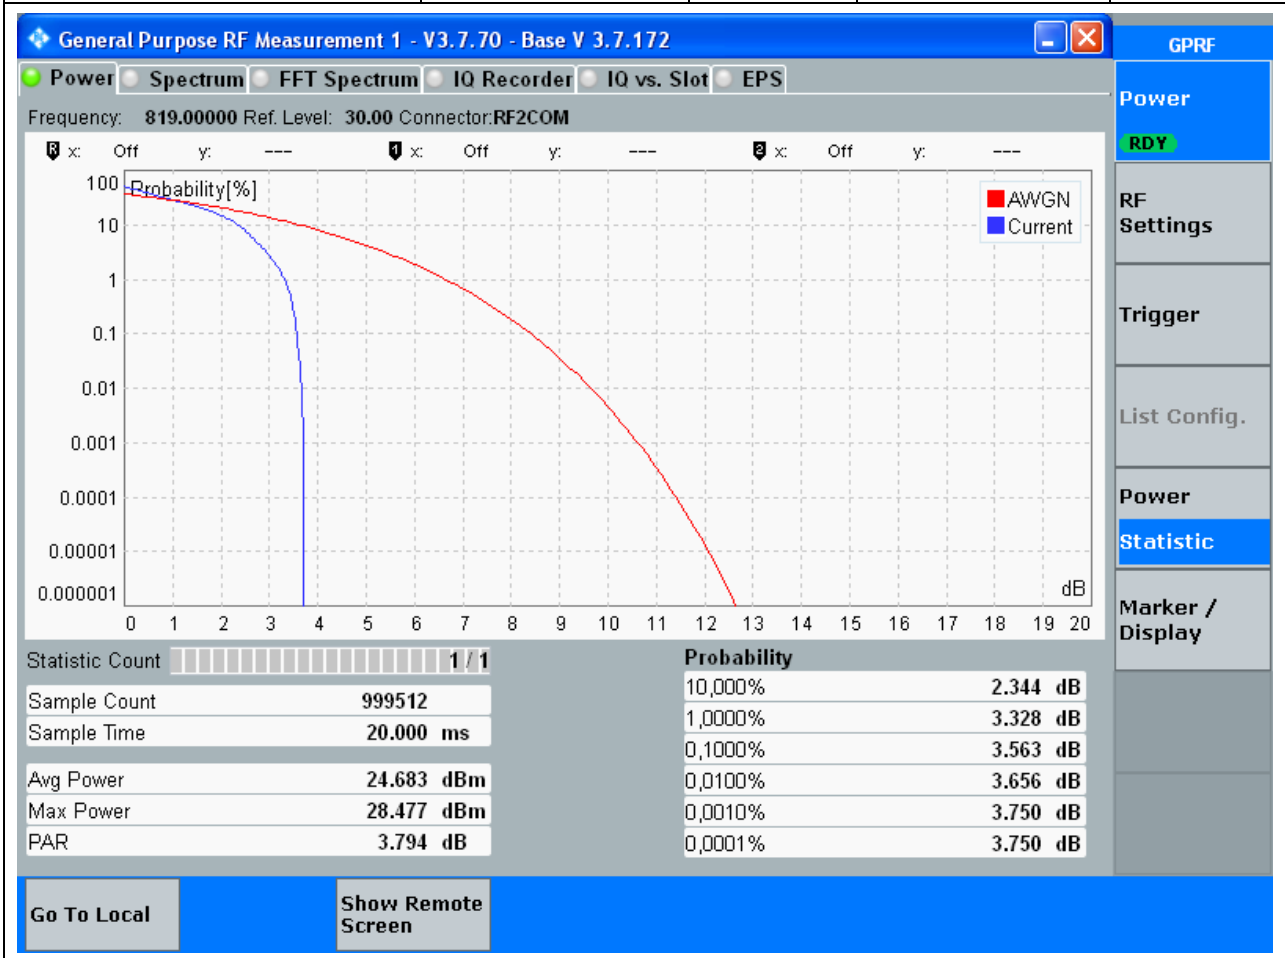 General Purpose RF Measurement 1 - V3.7.70 - Base V 3.7.172
GPRF
Power Spectrum FFT Spectrum IQ Recorder IQ vs. Slot EPS
Frequency: 819.00000 Ref. Level: 30.00 Connector:RF2COM
R x: Off y: --- 1 x: Off y: --- 2 x: Off y: ---
Probability[%]
AWGN
Current
100
10
1
0.1
0.01
0.001
0.0001
0.00001
0.000001
dB
0 1 2 3 4 5 6 7 8 9 10 11 12 13 14 15 16 17 18 19 20
Statistic Count 1 / 1
Sample Count 999512
Sample Time 20.000 ms
Avg Power 24.683 dBm
Max Power 28.477 dBm
PAR 3.794 dB
Probability
10,000% 2.344 dB
1,0000% 3.328 dB
0,1000% 3.563 dB
0,0100% 3.656 dB
0,0010% 3.750 dB
0,0001% 3.750 dB
Power
RDY
RF
Settings
Trigger
List Config.
Power
Statistic
Marker /
Display
Go To Local
Show Remote
Screen